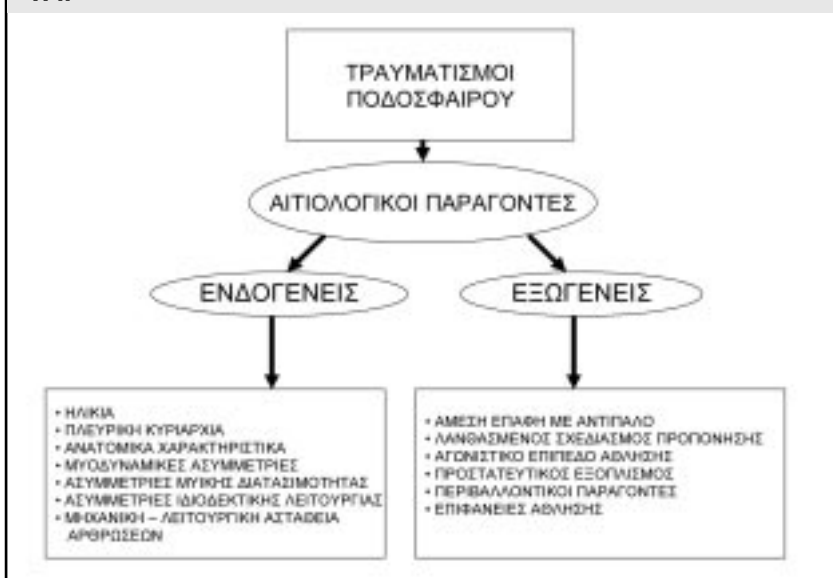 ΤΡΑΥΜΑΤΙΣΜΟΙ
ΠΟΔΟΣΦΑΙΡΟΥ
ΑΙΤΙΟΛΟΓΙΚΟΙ ΠΑΡΑΓΟΝΤΕΣ
ΕΝΔΟΓΕΝΕΙΣ
ΕΞΩΓΕΝΕΙΣ
• ΗΛΙΚΙΑ
• ΠΛΕΥΡΙΚΗ ΚΥΡΙΑΡΧΙΑ
• ΑΝΑΤΟΜΙΚΑ ΧΑΡΑΚΤΗΡΙΣΤΙΚΑ
• ΜΥΟΔΥΝΑΜΙΚΕΣ ΑΣΥΜΜΕΤΡΙΕΣ
• ΑΣΥΜΜΕΤΡΙΕΣ ΜΥΙΚΗΣ ΔΙΑΤΑΣΙΜΟΤΗΤΑΣ
• ΑΣΥΜΜΕΤΡΙΕΣ ΙΔΙΟΔΕΚΤΙΚΗΣ ΛΕΙΤΟΥΡΓΙΑΣ
• ΜΗΧΑΝΙΚΗ – ΛΕΙΤΟΥΡΓΙΚΗ ΑΣΤΑΘΕΙΑ
ΑΡΘΡΩΣΕΩΝ
• ΑΜΕΣΗ ΕΠΑΦΗ ΜΕ ΑΝΤΙΠΑΛΟ
• ΛΑΝΘΑΣΜΕΝΟΣ ΣΧΕΔΙΑΣΜΟΣ ΠΡΟΠΟΝΗΣΗΣ
• ΑΓΩΝΙΣΤΙΚΟ ΕΠΙΠΕΔΟ ΑΘΛΗΣΗΣ
• ΠΡΟΣΤΑΤΕΥΤΙΚΟΣ ΕΞΟΠΛΙΣΜΟΣ
• ΠΕΡΙΒΑΛΛΟΝΤΙΚΟΙ ΠΑΡΑΓΟΝΤΕΣ
• ΕΠΙΦΑΝΕΙΕΣ ΑΘΛΗΣΗΣ